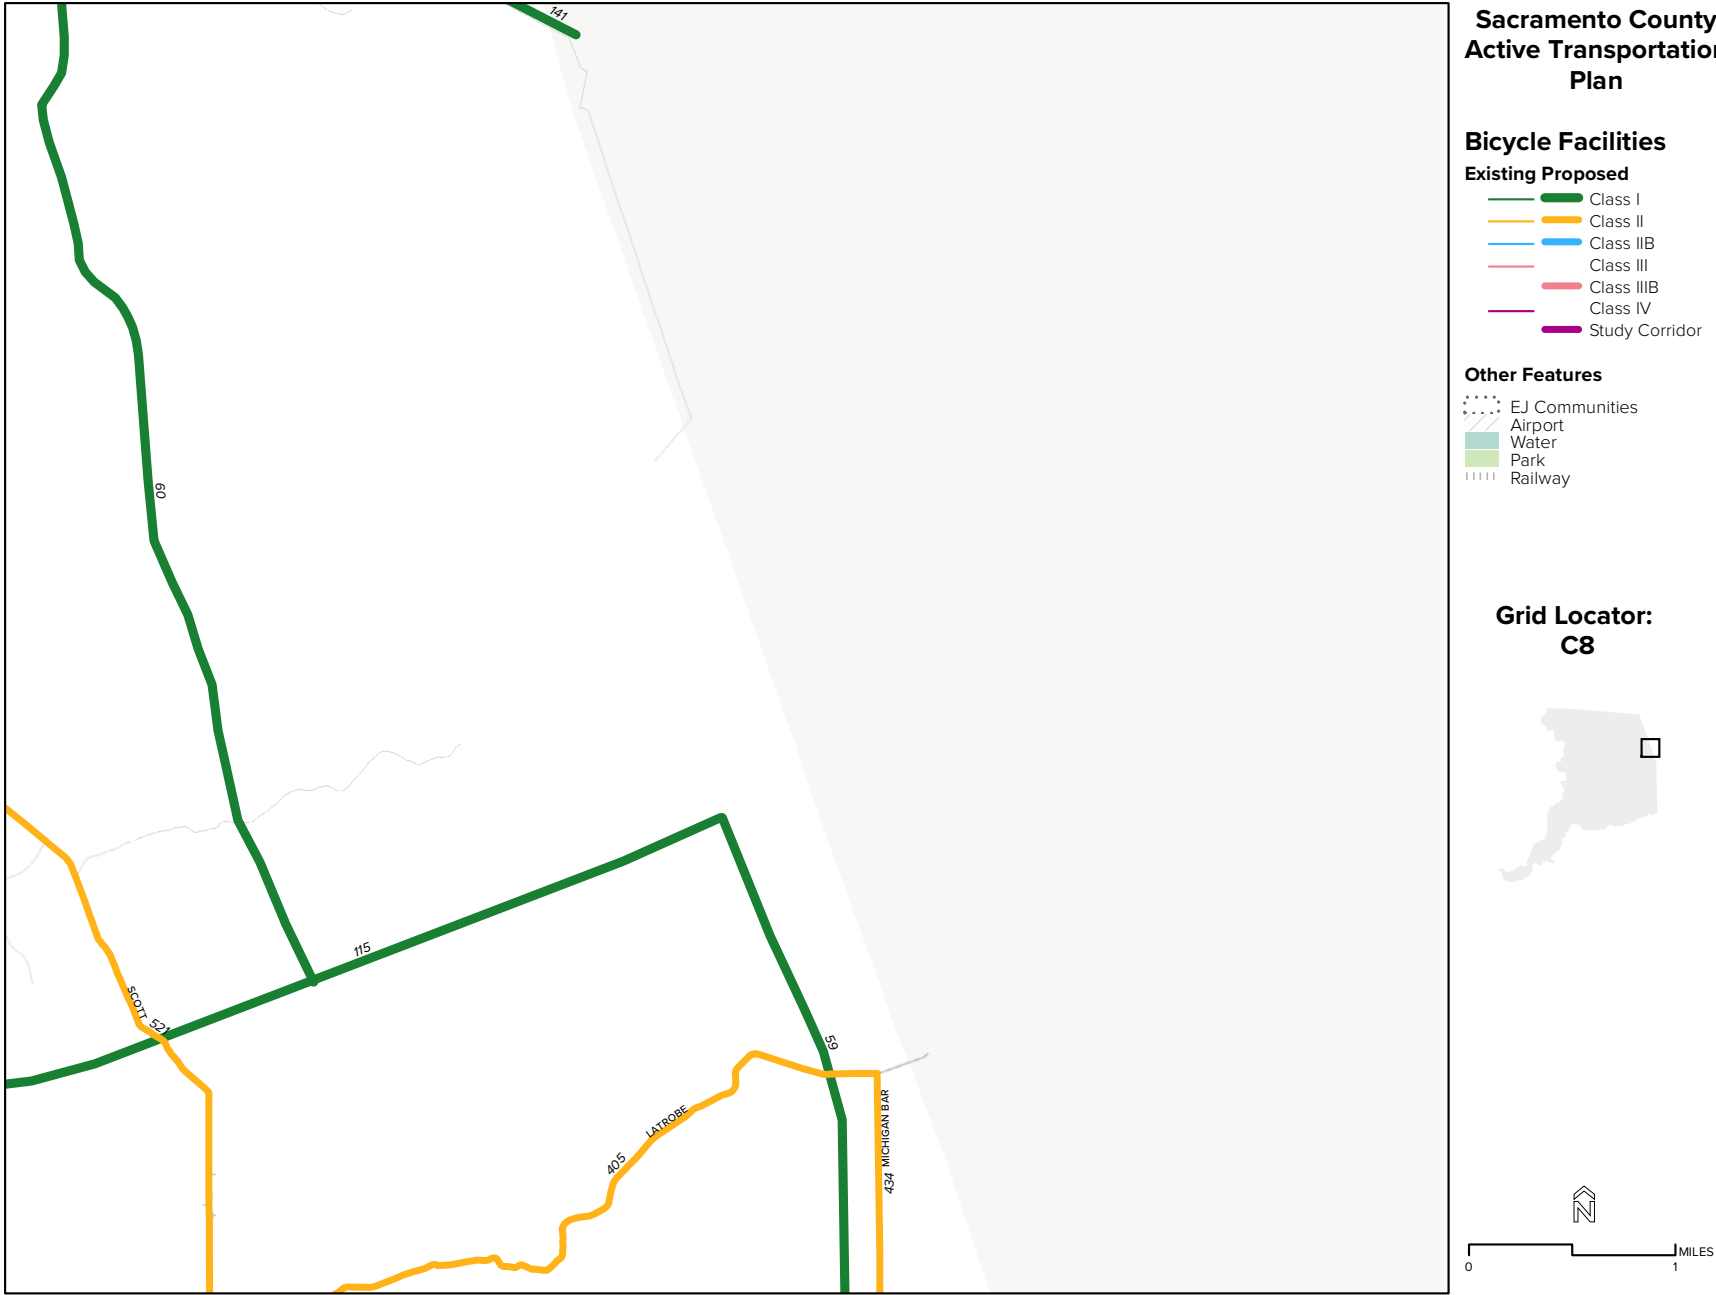 141
Sacramento County
Active Transportation
Plan
Bicycle Facilities
Existing Proposed
Class I
Class II
Class IIB
Class III
Class IIIB
Class IV
Study Corridor
Other Features
EJ Communities
Airport
Water
Park
Railway
60
Grid Locator:
C8
115
SCOTT
521
59
LATROBE
405
MICHIGAN BAR
434
N
MILES
0 1